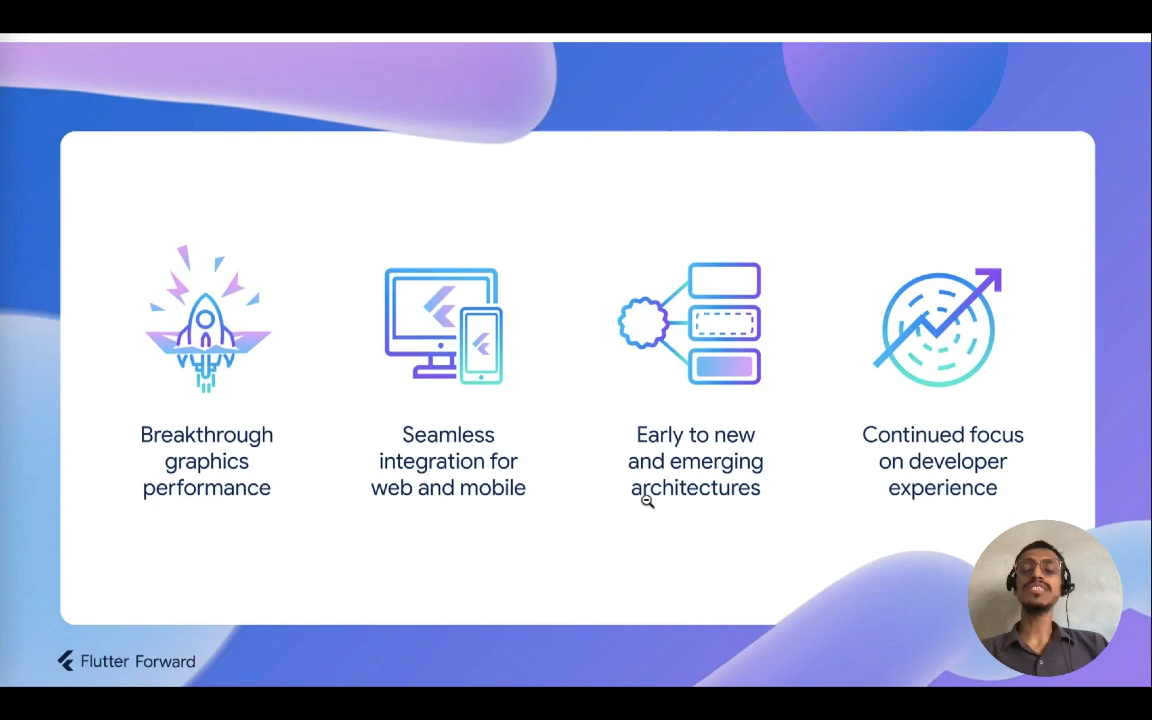 Breakthrough
graphics
performance
Seamless
integration for
web and mobile
Early to new
and emerging
architectures
Continued focus
on developer
experience
Flutter Forward